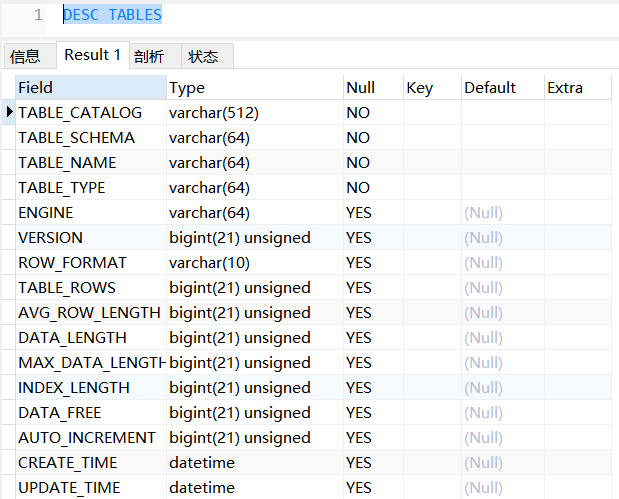 1 DESC TABLES
信息 Result 1 剖析 状态
Field Type Null Key Default Extra
TABLE_CATALOG varchar(512) NO
TABLE_SCHEMA varchar(64) NO
TABLE_NAME varchar(64) NO
TABLE_TYPE varchar(64) NO
ENGINE varchar(64) YES (Null)
VERSION bigint(21) unsigned YES (Null)
ROW_FORMAT varchar(10) YES (Null)
TABLE_ROWS bigint(21) unsigned YES (Null)
AVG_ROW_LENGTH bigint(21) unsigned YES (Null)
DATA_LENGTH bigint(21) unsigned YES (Null)
MAX_DATA_LENGTH bigint(21) unsigned YES (Null)
INDEX_LENGTH bigint(21) unsigned YES (Null)
DATA_FREE bigint(21) unsigned YES (Null)
AUTO_INCREMENT bigint(21) unsigned YES (Null)
CREATE_TIME datetime YES (Null)
UPDATE_TIME datetime YES (Null)